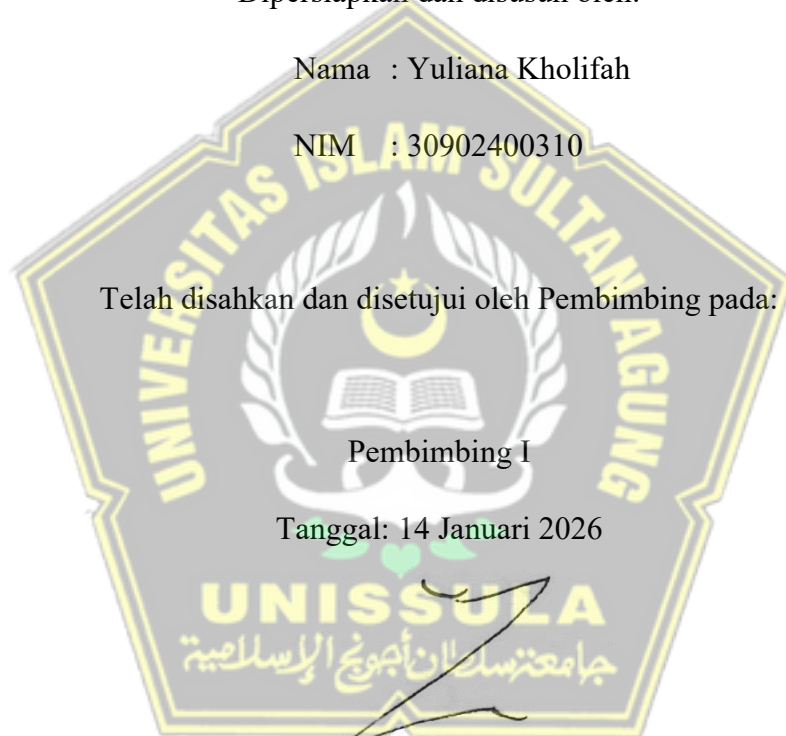 Dipersiapkan dan disusun oleh:
Nama : Yuliana Kholifah
NIM : 30902400310
Telah disahkan dan disetujui oleh Pembimbing pada:
Pembimbing I
Tanggal: 14 Januari 2026
UNIVERSITAS ISLAM SULTAN AGUNG
UNISSULA
جامعة سلطان أجونج الإسلامية